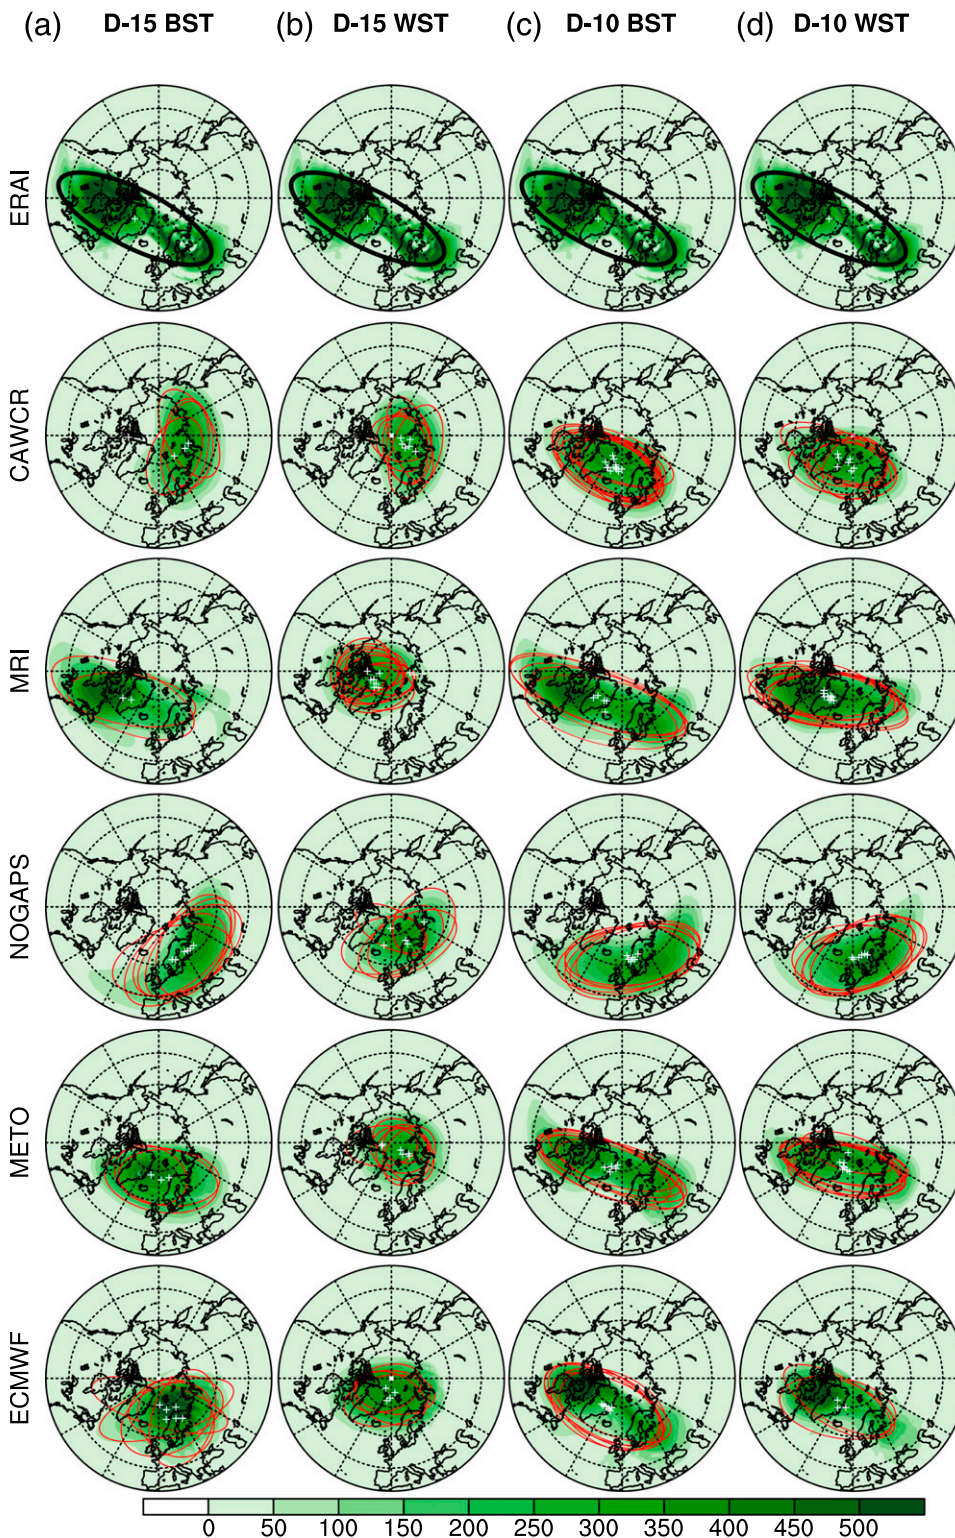 (a) D-15 BST (b) D-15 WST (c) D-10 BST (d) D-10 WST
ERAI
CAWCR
MRI
NOGAPS
METO
ECMWF
0 50 100 150 200 250 300 350 400 450 500